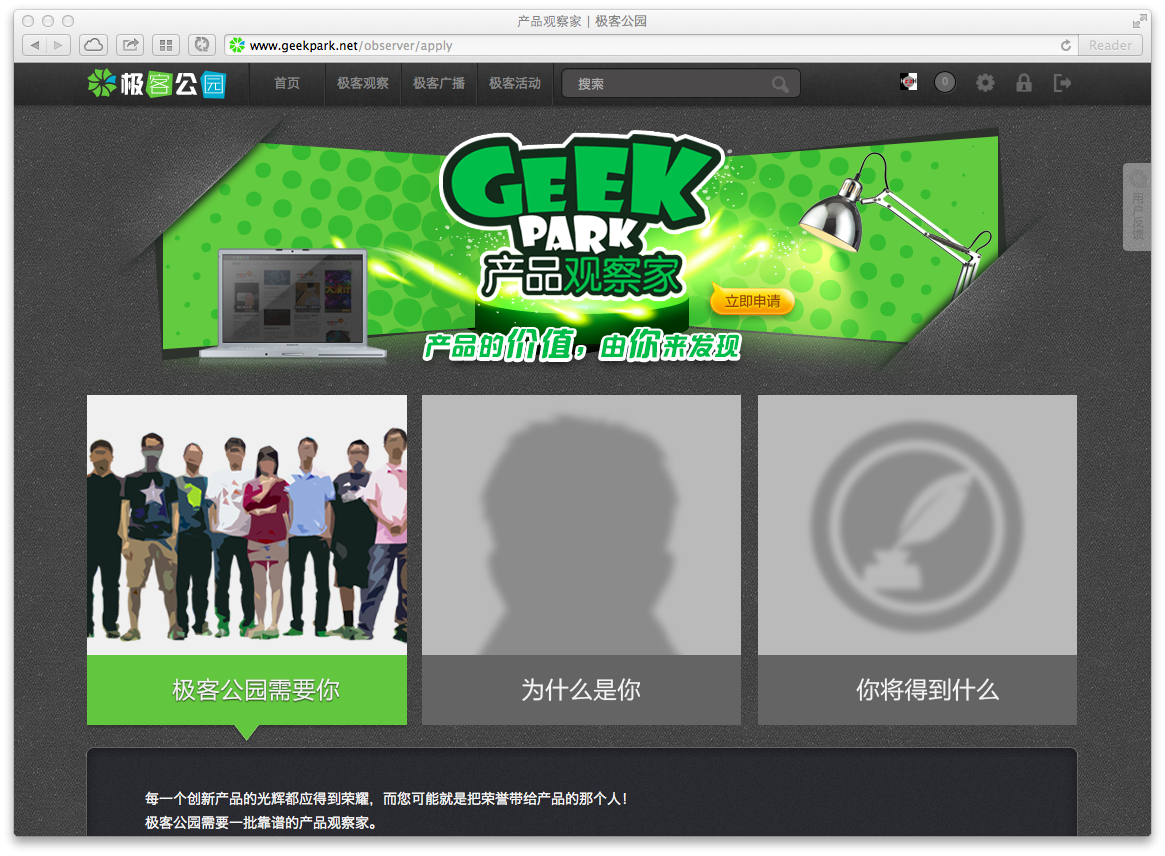 产品观察家 | 极客公园
www.geekpark.net/observer/apply
Reader
极客公园
首页
极客观察
极客广播
极客活动
搜索
0
GEEK
PARK
产品观察家
立即申请
产品的价值，由你来发现
用户反馈
极客公园需要你
为什么是你
你将得到什么
每一个创新产品的光辉都应得到荣耀，而您可能就是把荣誉带给产品的那个人！
极客公园需要一批靠谱的产品观察家。